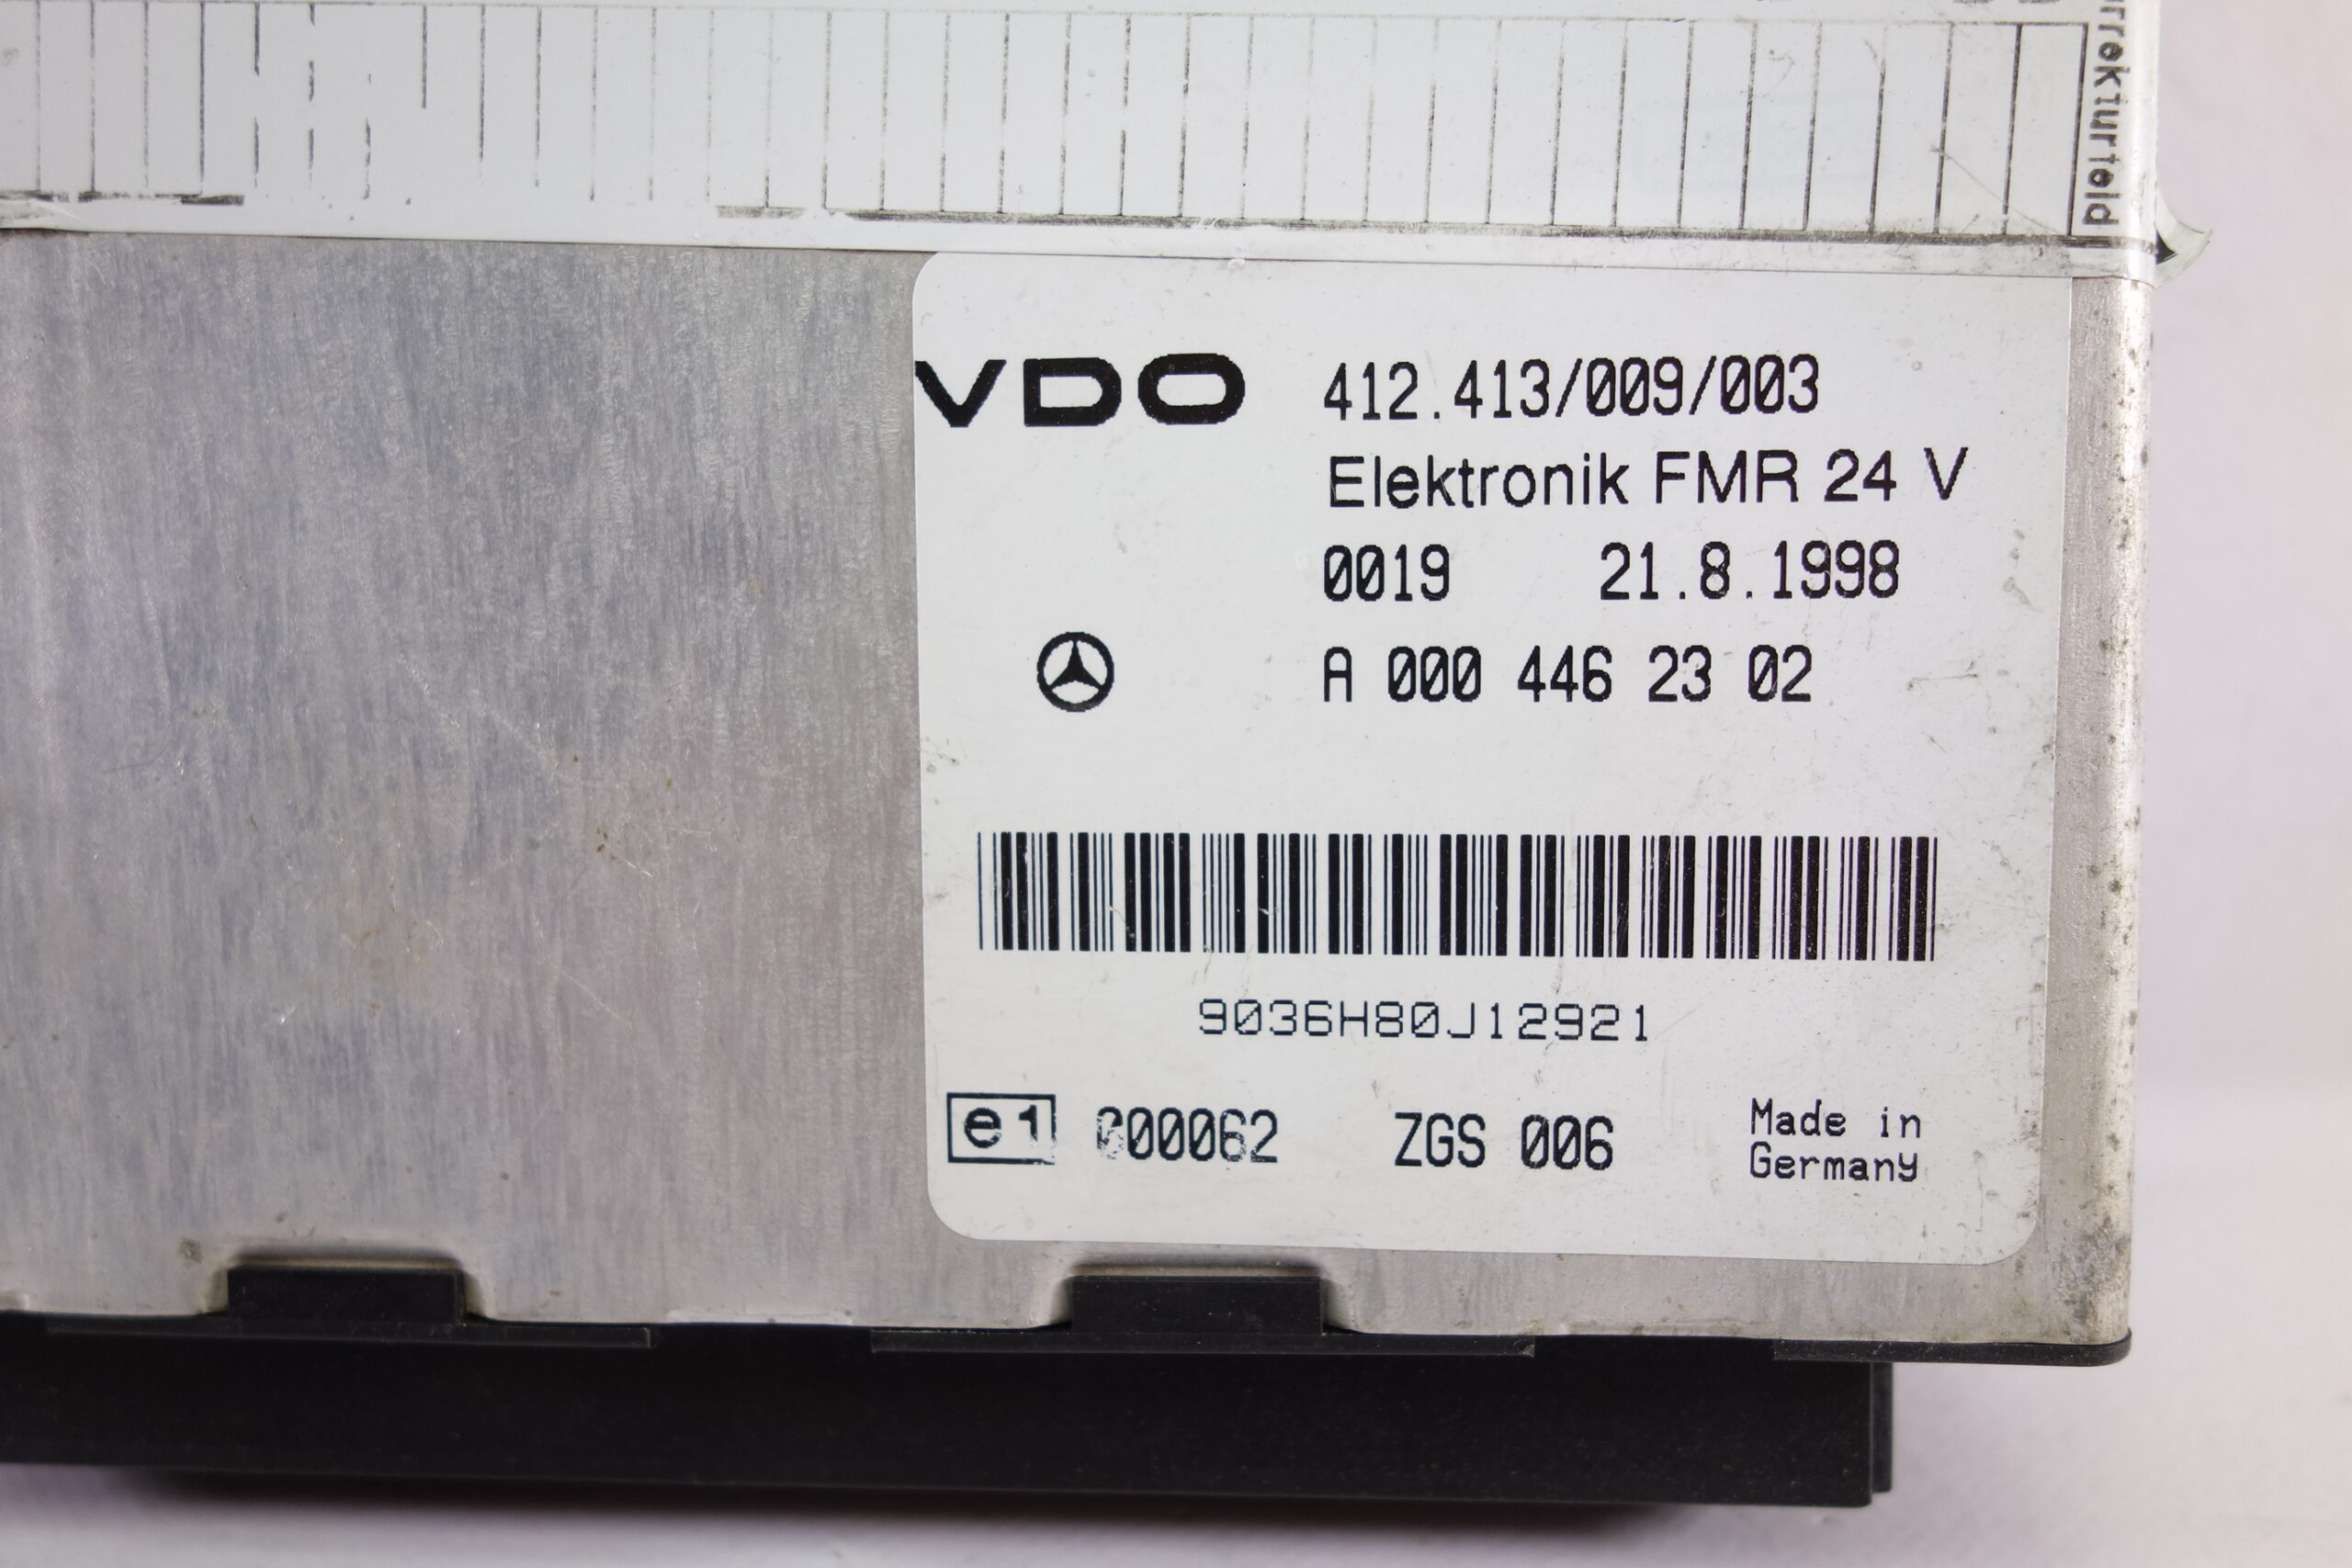 VDO 412.413/009/003
Elektronik FMR 24 V
0019 21.8.1998
A 000 446 23 02
9036H80J12921
e1 000062 ZGS 006
Made in
Germany